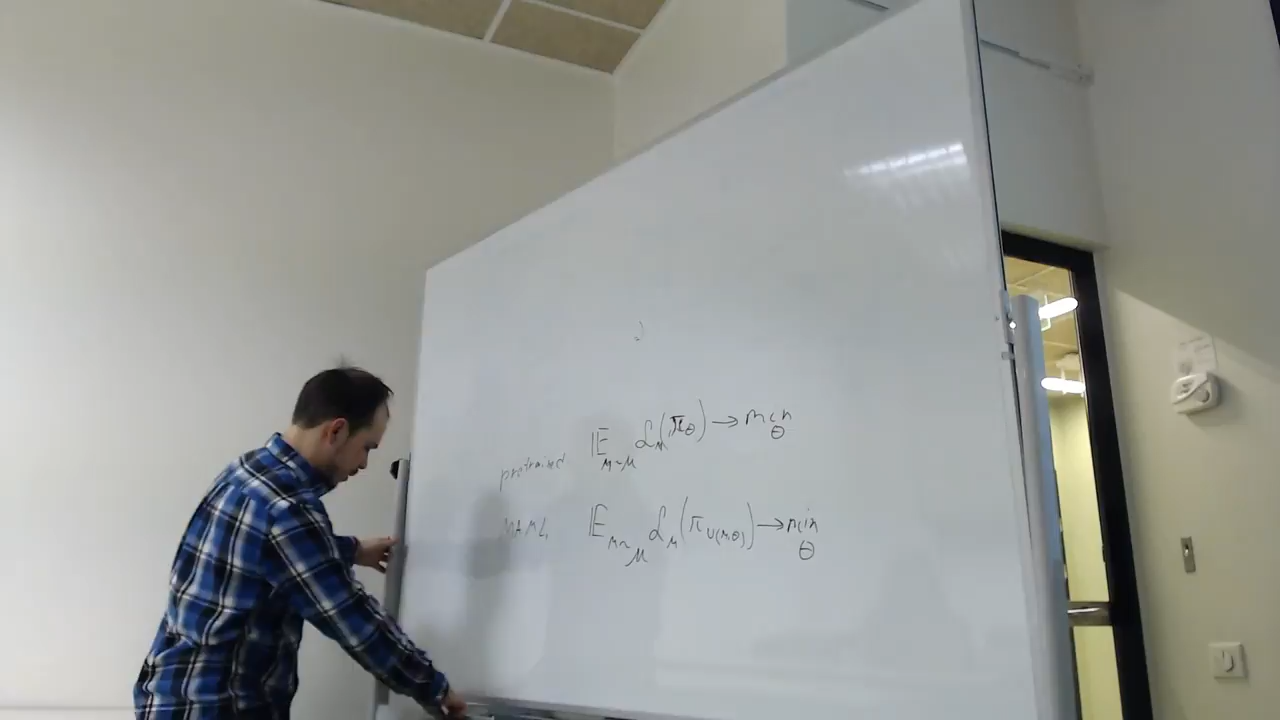 𝔼_{M~μ} ℒ_M(π_θ) → min_θ
pretrained
MAML 𝔼_{M~μ} ℒ_M(π_{U(M,θ)}) → min_θ